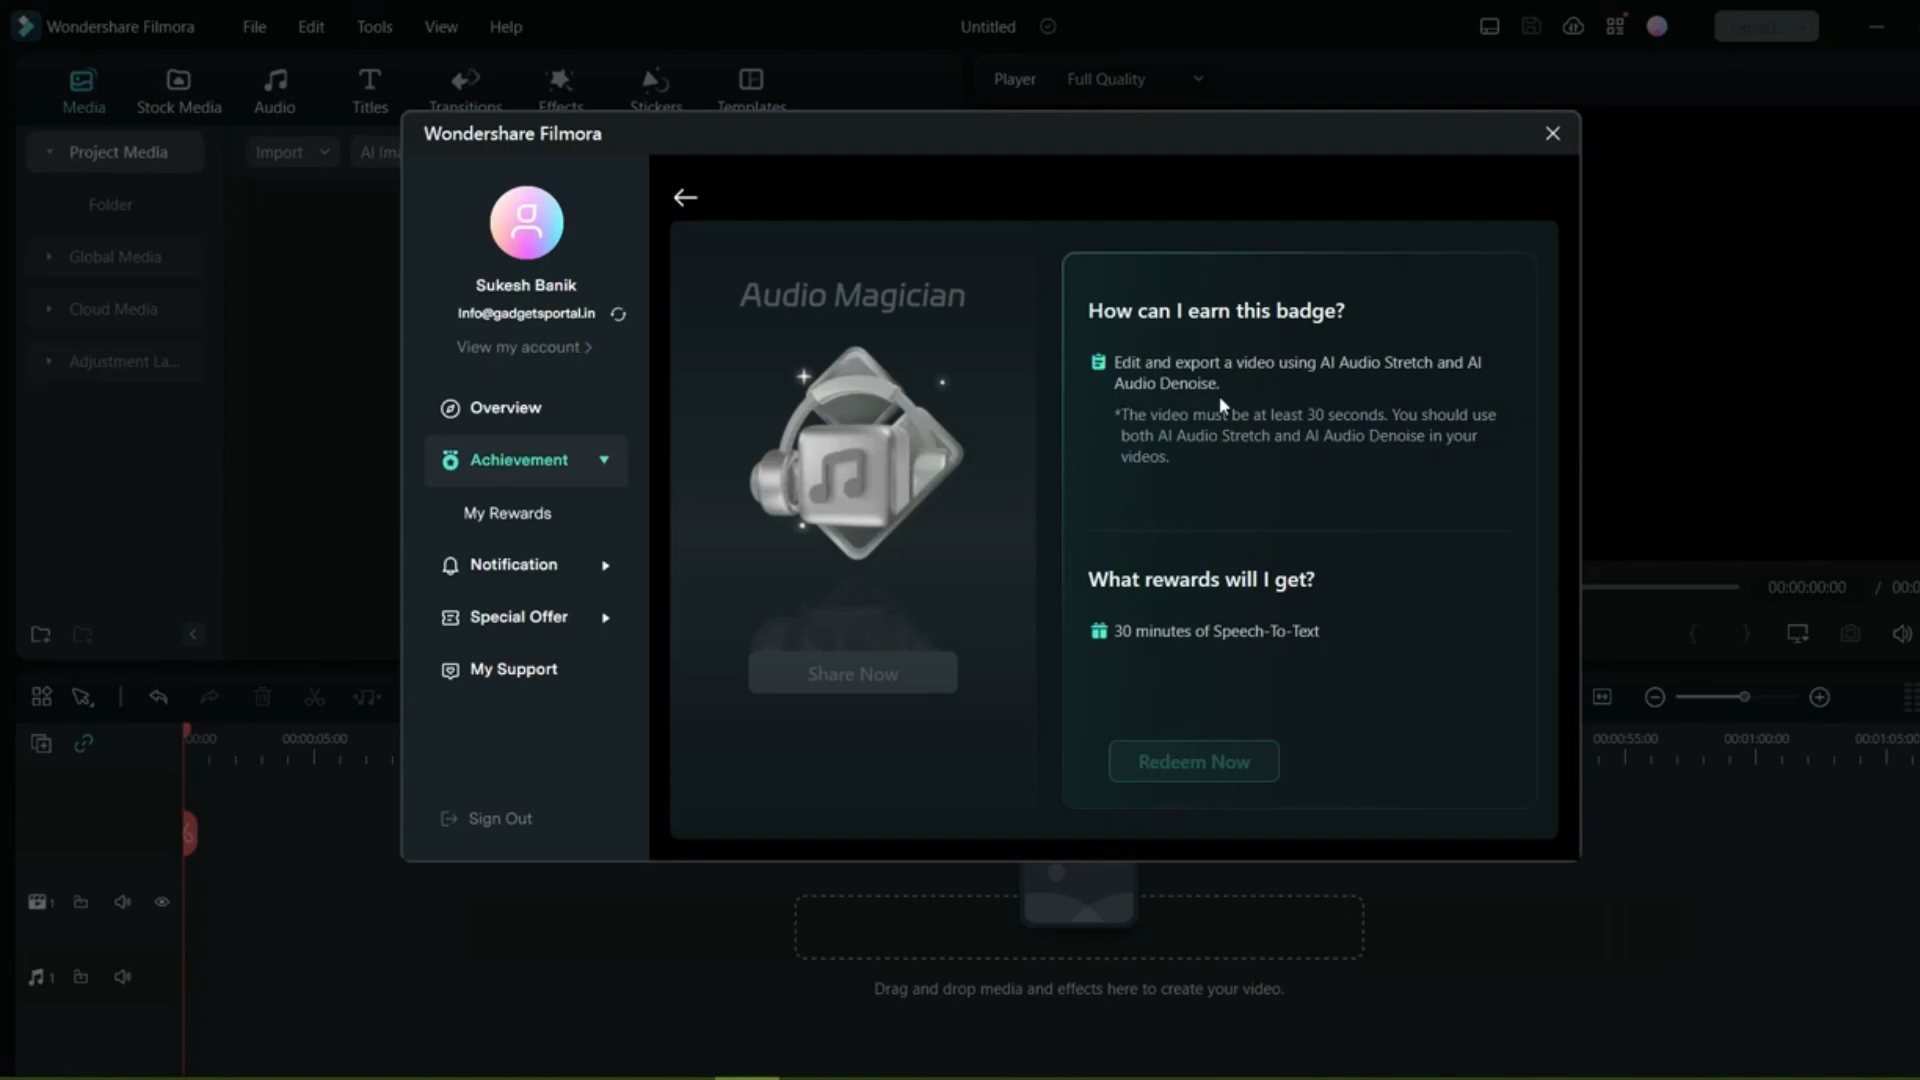 Wondershare Filmora
File
Edit
Tools
View
Help
Untitled
Media
Stock Media
Audio
Titles
Transitions
Effects
Stickers
Templates
Player
Full Quality
Project Media
Import
Folder
Global Media
Cloud Media
Adjustment La...
Wondershare Filmora
Sukesh Banik
Info@gadgetsportal.in
View my account >
Overview
Achievement
My Rewards
Notification
Special Offer
My Support
Sign Out
Audio Magician
Share Now
How can I earn this badge?
Edit and export a video using AI Audio Stretch and AI
Audio Denoise.
*The video must be at least 30 seconds. You should use
both AI Audio Stretch and AI Audio Denoise in your
videos.
What rewards will I get?
30 minutes of Speech-To-Text
Redeem Now
00:00:00:00 / 00:0
00:00
00:00:05:00
00:00:55:00
00:01:00:00
00:01:05:00
1
1
Drag and drop media and effects here to create your video.